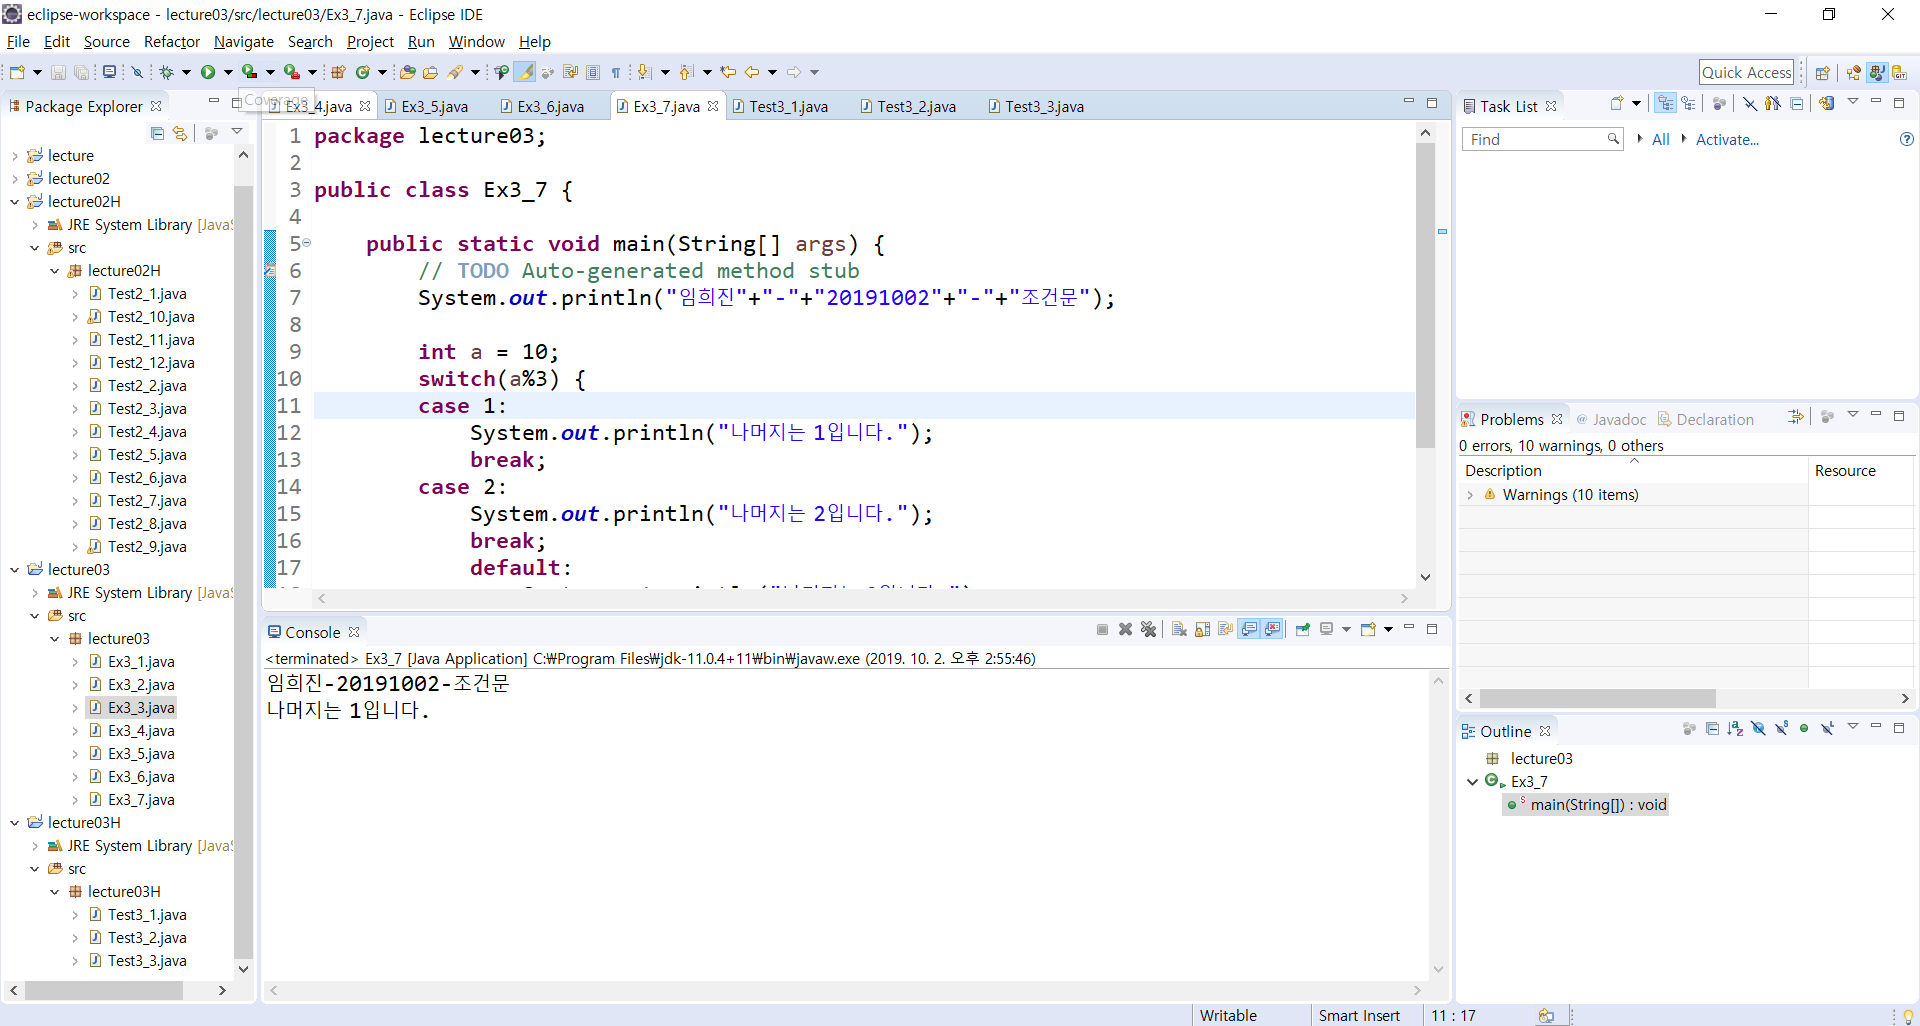 eclipse-workspace - lecture03/src/lecture03/Ex3_7.java - Eclipse IDE
File Edit Source Refactor Navigate Search Project Run Window Help
Quick Access
Package Explorer
Coverage
Ex3_4.java
Ex3_5.java
Ex3_6.java
Ex3_7.java
Test3_1.java
Test3_2.java
Test3_3.java
lecture
lecture02
lecture02H
JRE System Library [JavaS
src
lecture02H
Test2_1.java
Test2_10.java
Test2_11.java
Test2_12.java
Test2_2.java
Test2_3.java
Test2_4.java
Test2_5.java
Test2_6.java
Test2_7.java
Test2_8.java
Test2_9.java
lecture03
JRE System Library [JavaS
src
lecture03
Ex3_1.java
Ex3_2.java
Ex3_3.java
Ex3_4.java
Ex3_5.java
Ex3_6.java
Ex3_7.java
lecture03H
JRE System Library [JavaS
src
lecture03H
Test3_1.java
Test3_2.java
Test3_3.java
1 package lecture03;
2
3 public class Ex3_7 {
4
5 public static void main(String[] args) {
6 // TODO Auto-generated method stub
7 System.out.println("임희진"+"-"+"20191002"+"-"+"조건문");
8
9 int a = 10;
10 switch(a%3) {
11 case 1:
12 System.out.println("나머지는 1입니다.");
13 break;
14 case 2:
15 System.out.println("나머지는 2입니다.");
16 break;
17 default:
Console
<terminated> Ex3_7 [Java Application] C:₩Program Files₩jdk-11.0.4+11₩bin₩javaw.exe (2019. 10. 2. 오후 2:55:46)
임희진-20191002-조건문
나머지는 1입니다.
Task List
Find
All
Activate...
Problems
@ Javadoc
Declaration
0 errors, 10 warnings, 0 others
Description Resource
Warnings (10 items)
Outline
lecture03
Ex3_7
main(String[]) : void
Writable
Smart Insert
11 : 17